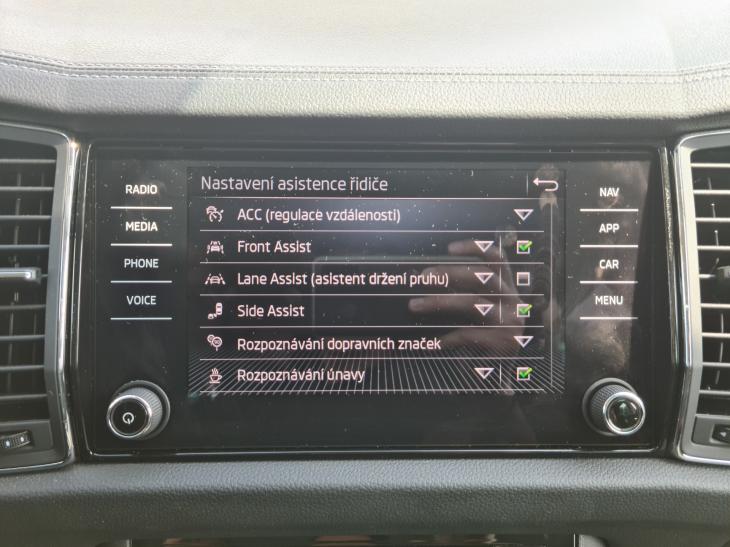 RADIO
MEDIA
PHONE
VOICE
Nastavení asistence řidiče
ACC (regulace vzdálenosti)
Front Assist
Lane Assist (asistent držení pruhu)
Side Assist
Rozpoznávání dopravních značek
Rozpoznávání únavy
NAV
APP
CAR
MENU